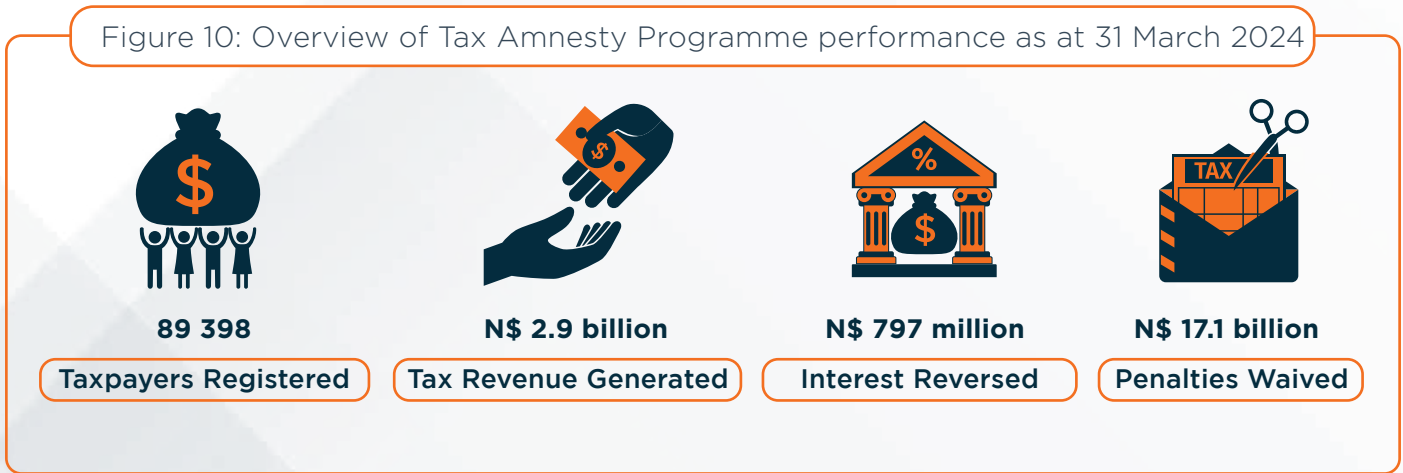 Figure 10: Overview of Tax Amnesty Programme performance as at 31 March 2024
$
$
%
$
TAX
89 398
N$ 2.9 billion
N$ 797 million
N$ 17.1 billion
Taxpayers Registered
Tax Revenue Generated
Interest Reversed
Penalties Waived